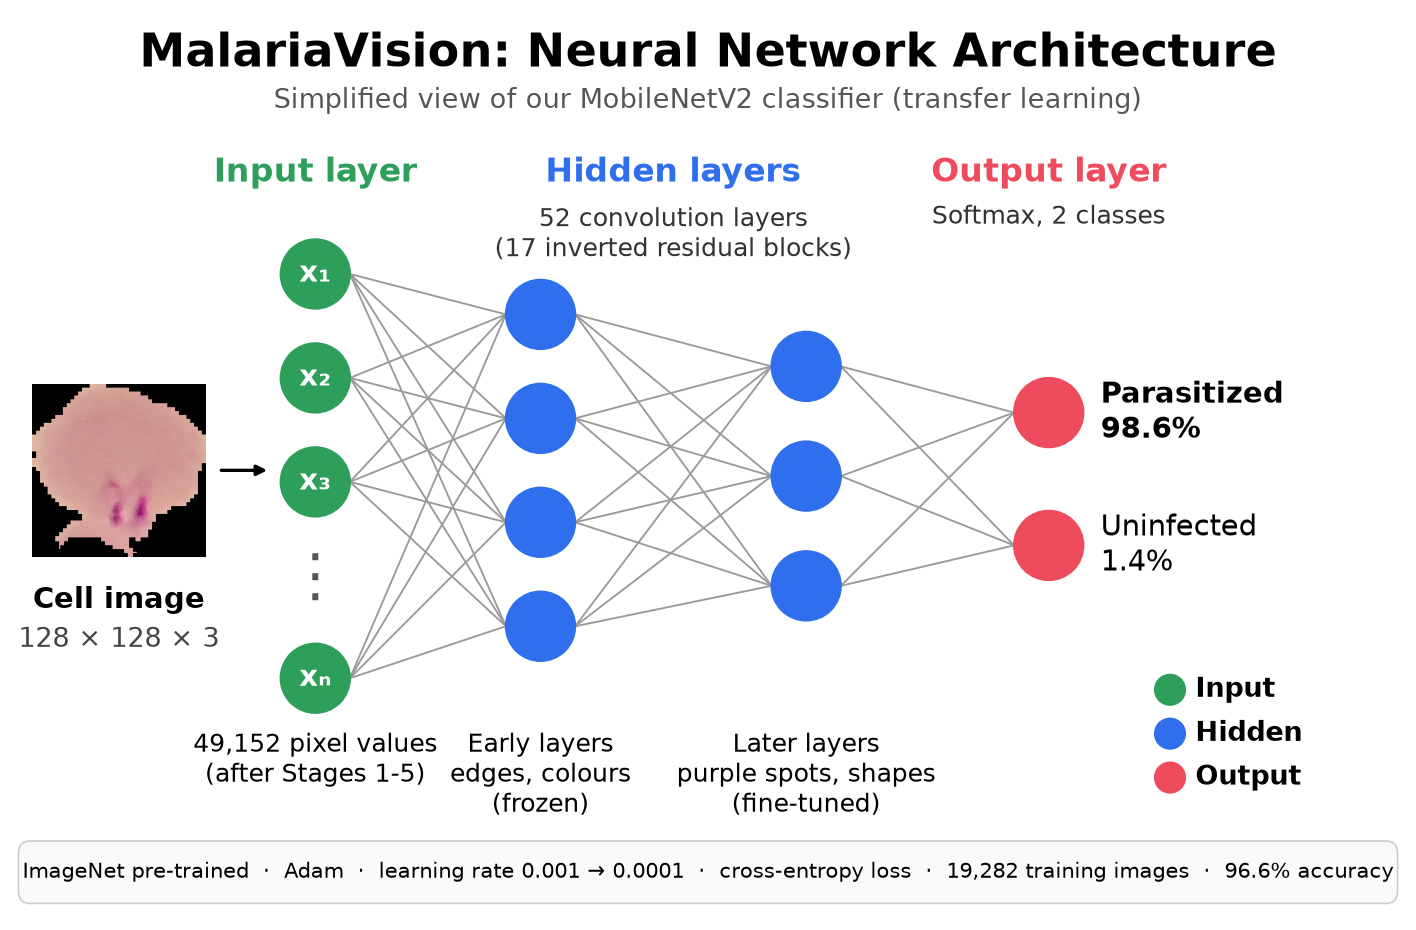 MalariaVision: Neural Network Architecture
Simplified view of our MobileNetV2 classifier (transfer learning)
Input layer
Hidden layers
52 convolution layers
(17 inverted residual blocks)
Output layer
Softmax, 2 classes
x₁
x₂
x₃
⋮
xₙ
Cell image
128 × 128 × 3
Parasitized
98.6%
Uninfected
1.4%
49,152 pixel values
(after Stages 1-5)
Early layers
edges, colours
(frozen)
Later layers
purple spots, shapes
(fine-tuned)
Input
Hidden
Output
ImageNet pre-trained · Adam · learning rate 0.001 → 0.0001 · cross-entropy loss · 19,282 training images · 96.6% accuracy